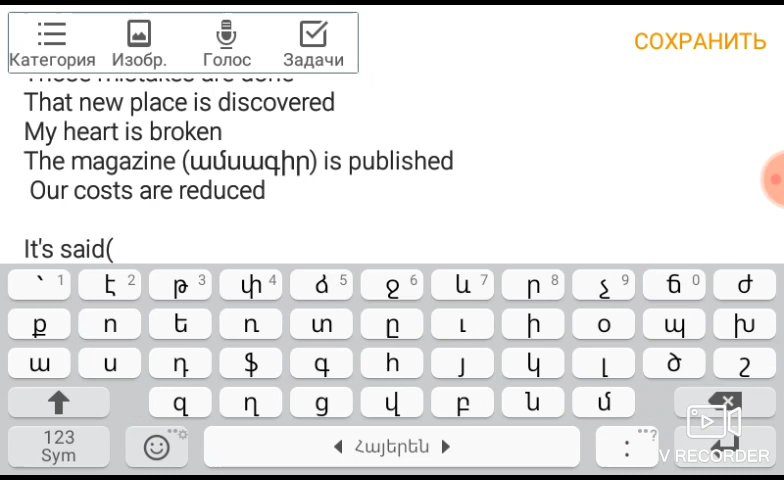 Категория Изобр. Голос Задачи
СОХРАНИТЬ
That new place is discovered
My heart is broken
The magazine (ամսագիր) is published
Our costs are reduced
It's said(
՝ 1 է 2 թ 3 փ 4 ձ 5 ջ 6 և 7 ր 8 չ 9 ճ 0 ժ
ք ո ե ռ տ ը ւ ի օ պ խ
ա ս դ ֆ գ հ յ կ լ ծ շ
զ ղ ց վ բ ն մ
123
Sym
Հայերեն
: ?
V RECORDER